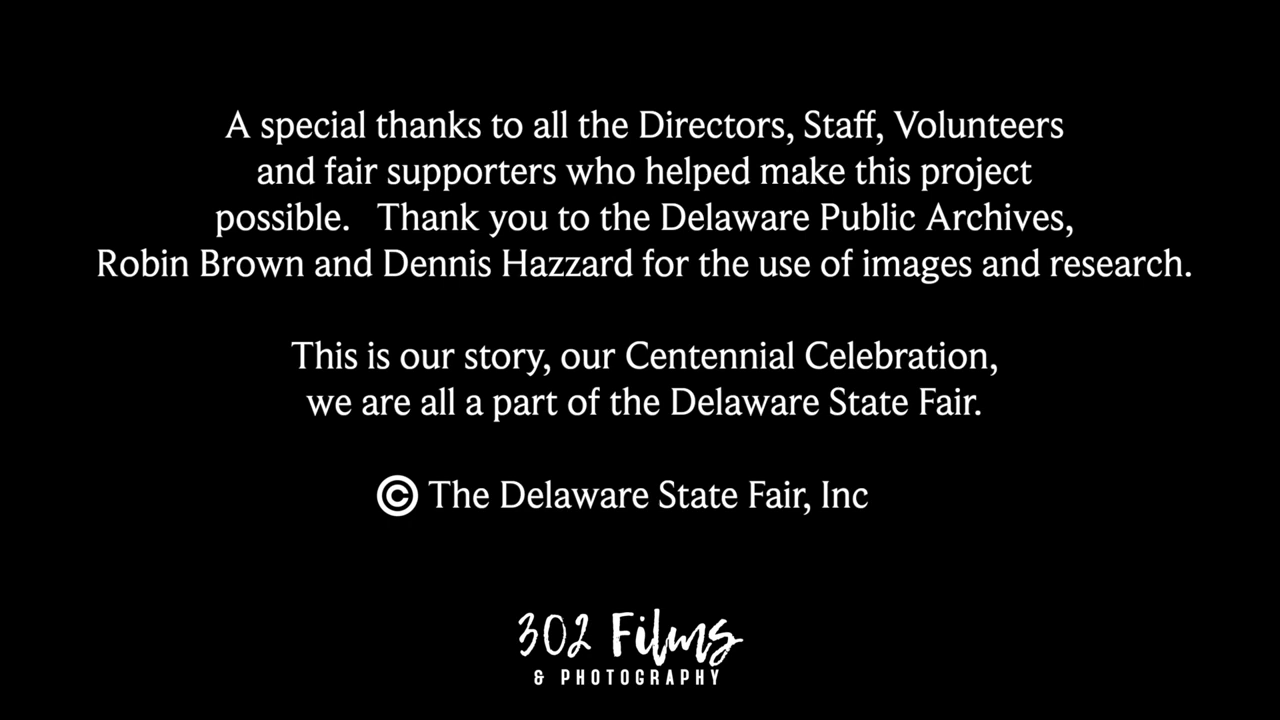 A special thanks to all the Directors, Staff, Volunteers
and fair supporters who helped make this project
possible.   Thank you to the Delaware Public Archives,
Robin Brown and Dennis Hazzard for the use of images and research.
This is our story, our Centennial Celebration,
we are all a part of the Delaware State Fair.
© The Delaware State Fair, Inc
302 Films
& PHOTOGRAPHY